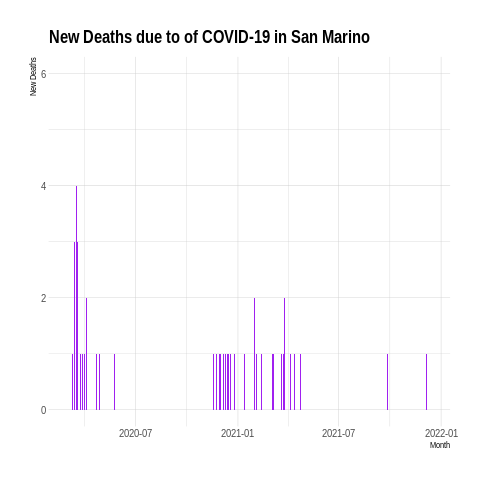 New Deaths due to of COVID-19 in San Marino
New Deaths
6
4
2
0
2020-07
2021-01
2021-07
2022-01
Month